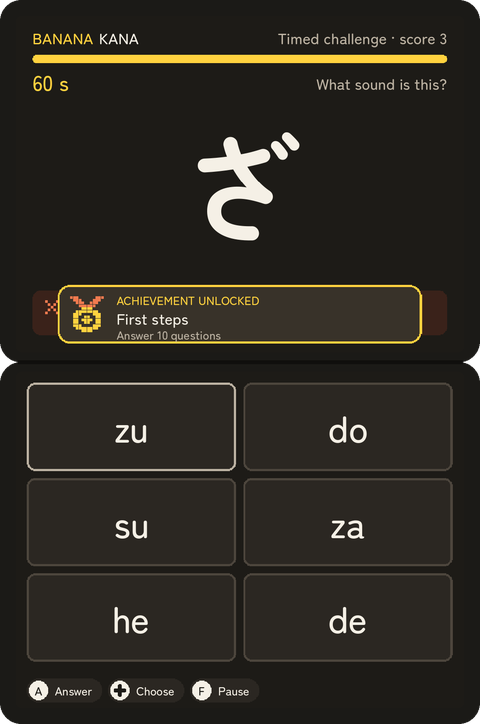 BANANA KANA
Timed challenge · score 3
60 s
What sound is this?
ざ
ACHIEVEMENT UNLOCKED
First steps
Answer 10 questions
zu
do
su
za
he
de
A Answer
Choose
F Pause